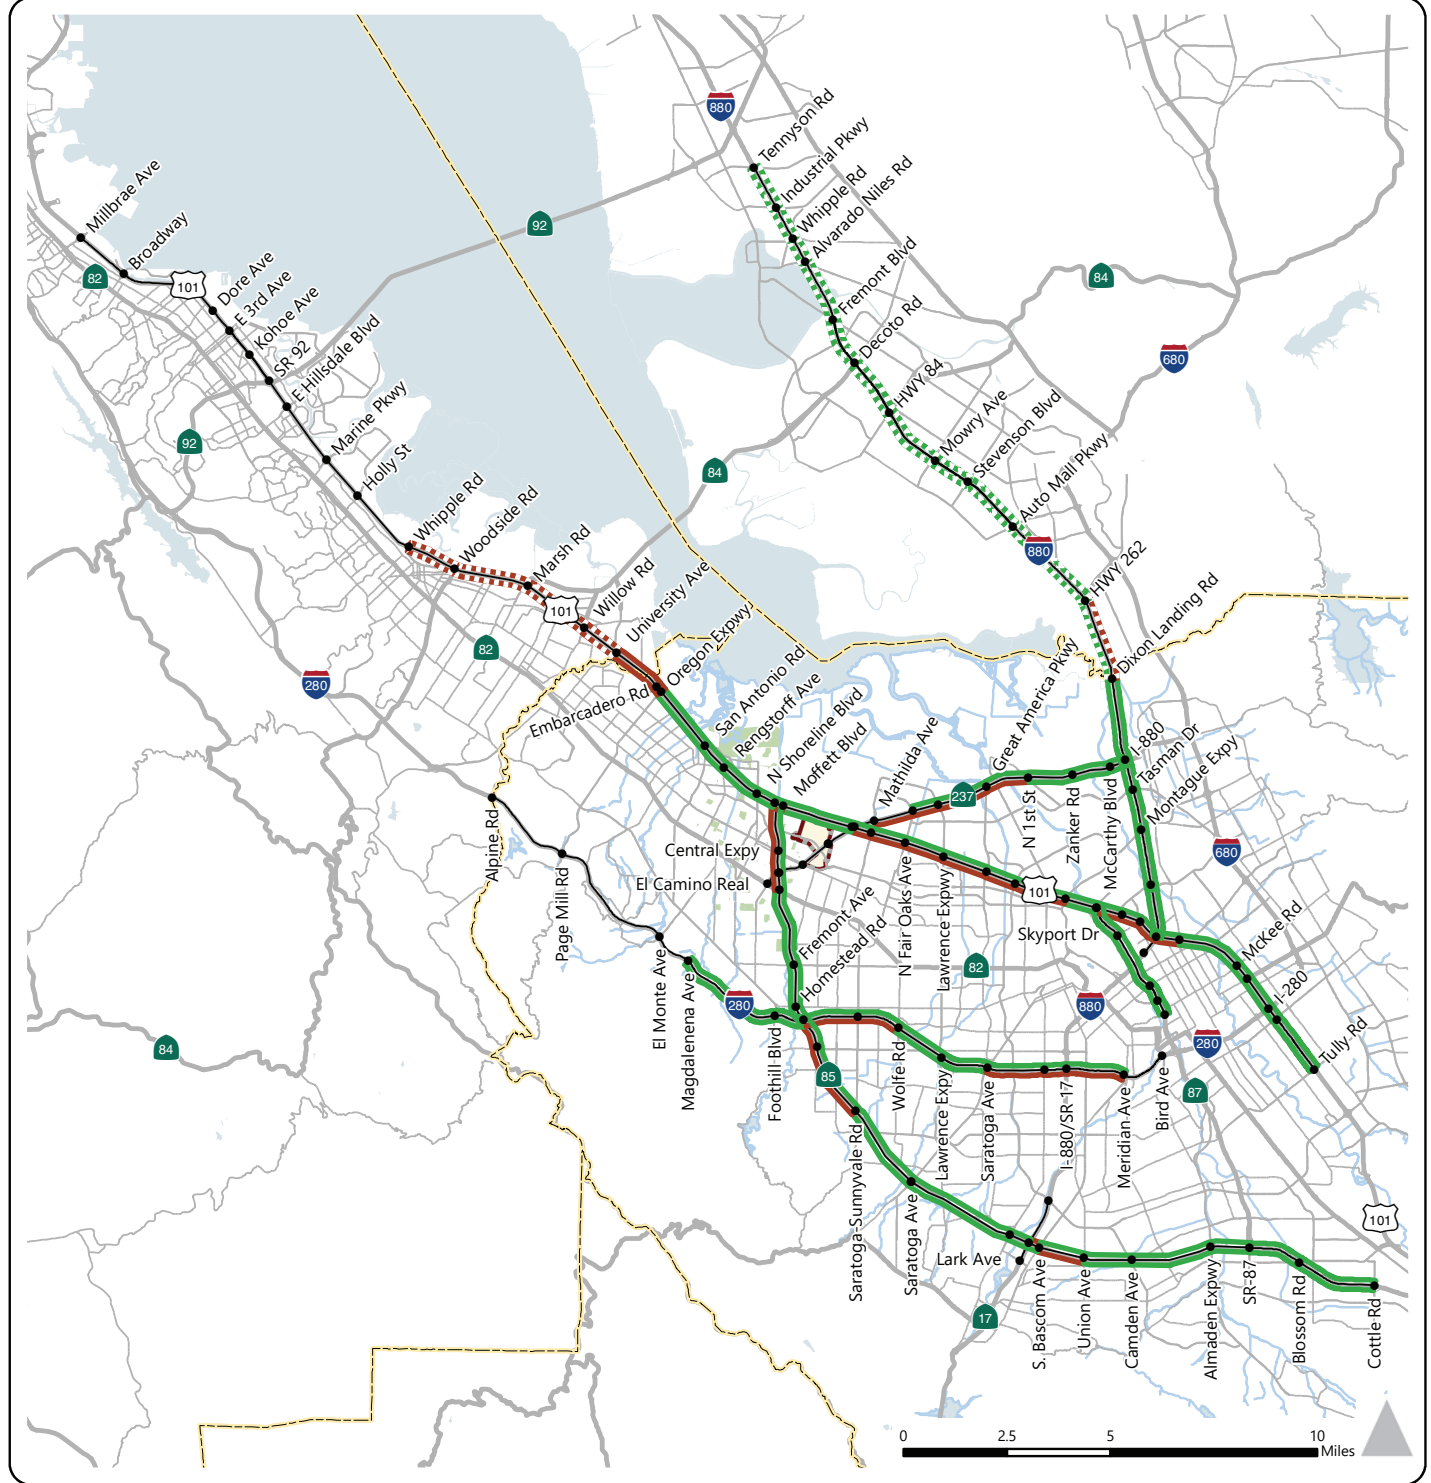 880
Tennyson Rd
Industrial Pkwy
Whipple Rd
Alvarado Niles Rd
Millbrae Ave
Broadway
92
82
101
Dore Ave
E 3rd Ave
Kohoe Ave
SR-92
E Hillsdale Blvd
Fremont Blvd
Decoto Rd
84
680
HWY 84
Marine Pkwy
Holly St
92
Mowry Ave
Stevenson Blvd
Auto Mall Pkwy
84
Whipple Rd
Woodside Rd
Marsh Rd
880
HWY 262
101
Willow Rd
University Ave
Dixon Landing Rd
82
280
Oregon Expwy
Embarcadero Rd
San Antonio Rd
Rengstorff Ave
N Shoreline Blvd
Moffett Blvd
Mathilda Ave
Great America Pkwy
I-880
Tasman Dr
Montague Expy
237
N 1st St
Zanker Rd
McCarthy Blvd
Alpine Rd
Page Mill Rd
Central Expy
El Camino Real
680
101
N Fair Oaks Ave
Lawrence Expwy
Skyport Dr
McKee Rd
Fremont Ave
Homestead Rd
82
El Monte Ave
Magdalenena Ave
280
880
I-280
Tully Rd
84
280
Foothill Blvd
85
Wolfe Rd
Lawrence Expy
Saratoga Ave
I-880/SR-17
Meridian Ave
Bird Ave
87
Saratoga-Sunnyvale Rd
Saratoga Ave
101
Lark Ave
17
S. Bascom Ave
Union Ave
Camden Ave
Almaden Expwy
SR-87
Blossom Rd
Cottle Rd
0 2.5 5 10
Miles